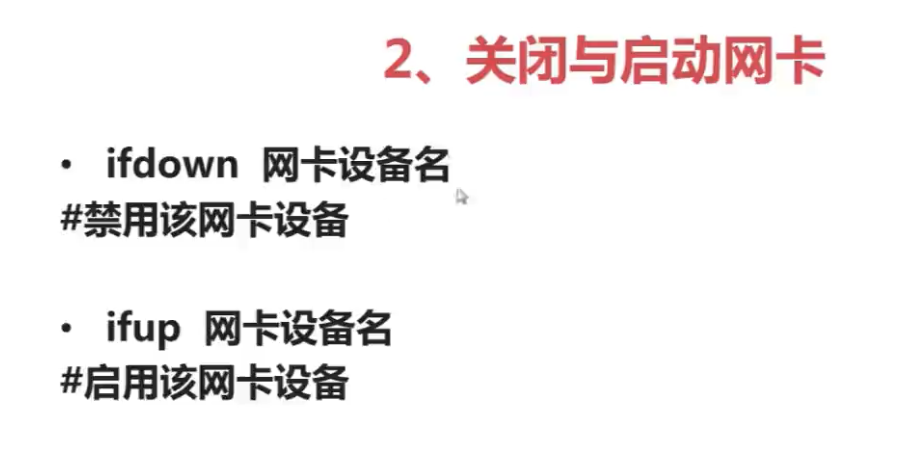 2、关闭与启动网卡
• ifdown 网卡设备名
#禁用该网卡设备
• ifup 网卡设备名
#启用该网卡设备